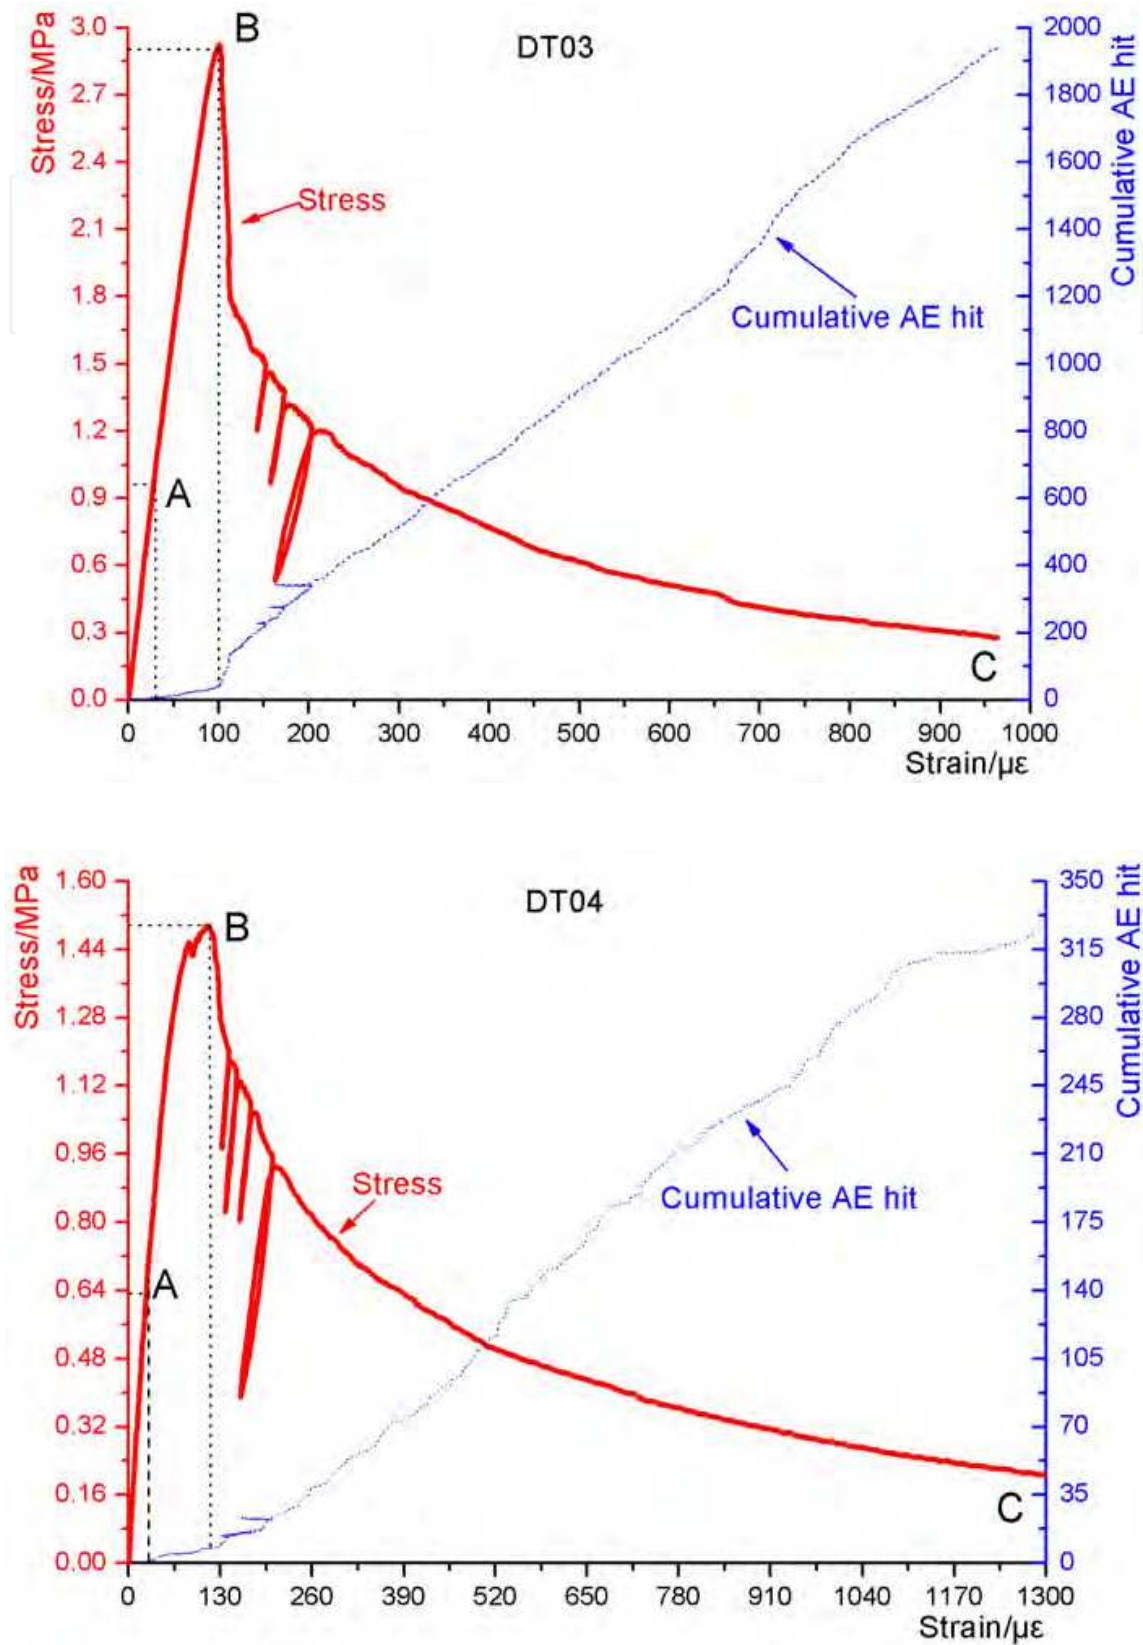 Stress/MPa
DT03
Cumulative AE hit
3.0
2.7
2.4
2.1
1.8
1.5
1.2
0.9
0.6
0.3
0.0
B
Stress
Cumulative AE hit
A
C
2000
1800
1600
1400
1200
1000
800
600
400
200
0
0 100 200 300 400 500 600 700 800 900 1000
Strain/με
Stress/MPa
DT04
Cumulative AE hit
1.60
1.44
1.28
1.12
0.96
0.80
0.64
0.48
0.32
0.16
0.00
B
Stress
Cumulative AE hit
A
C
350
315
280
245
210
175
140
105
70
35
0
0 130 260 390 520 650 780 910 1040 1170 1300
Strain/με